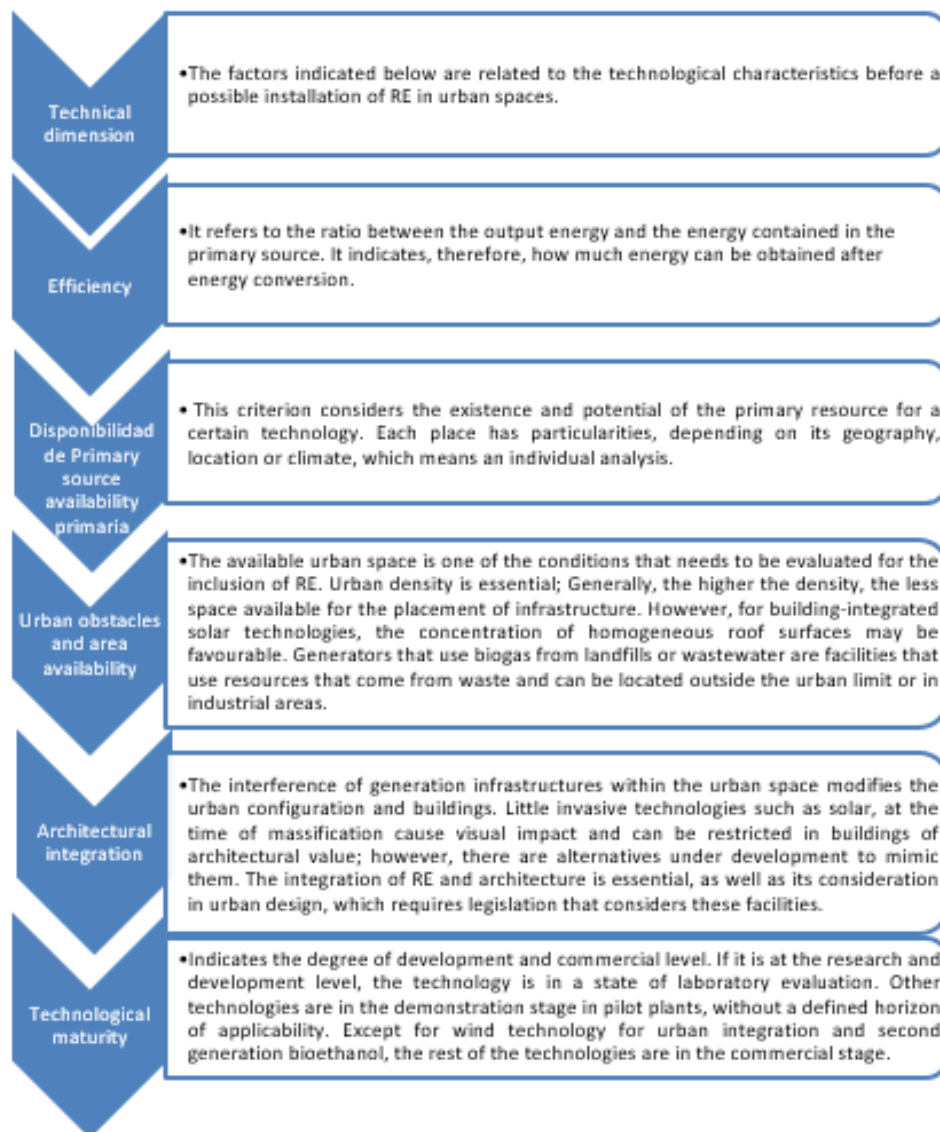 Technical
dimension
•The factors indicated below are related to the technological characteristics before a
possible installation of RE in urban spaces.
Efficiency
•It refers to the ratio between the output energy and the energy contained in the
primary source. It indicates, therefore, how much energy can be obtained after
energy conversion.
Disponibilidad
de Primary
source
availability
primaria
• This criterion considers the existence and potential of the primary resource for a
certain technology. Each place has particularities, depending on its geography,
location or climate, which means an individual analysis.
Urban obstacles
and area
availability
•The available urban space is one of the conditions that needs to be evaluated for the
inclusion of RE. Urban density is essential; Generally, the higher the density, the less
space available for the placement of infrastructure. However, for building-integrated
solar technologies, the concentration of homogeneous roof surfaces may be
favourable. Generators that use biogas from landfills or wastewater are facilities that
use resources that come from waste and can be located outside the urban limit or in
industrial areas.
Architectural
integration
•The interference of generation infrastructures within the urban space modifies the
urban configuration and buildings. Little invasive technologies such as solar, at the
time of massification cause visual impact and can be restricted in buildings of
architectural value; however, there are alternatives under development to mimic
them. The integration of RE and architecture is essential, as well as its consideration
in urban design, which requires legislation that considers these facilities.
Technological
maturity
•Indicates the degree of development and commercial level. If it is at the research and
development level, the technology is in a state of laboratory evaluation. Other
technologies are in the demonstration stage in pilot plants, without a defined horizon
of applicability. Except for wind technology for urban integration and second
generation bioethanol, the rest of the technologies are in the commercial stage.